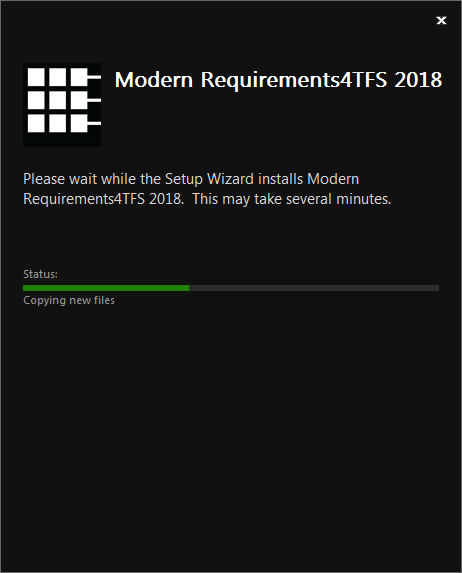 Modern Requirements4TFS 2018
Please wait while the Setup Wizard installs Modern
Requirements4TFS 2018.  This may take several minutes.
Status:
Copying new files